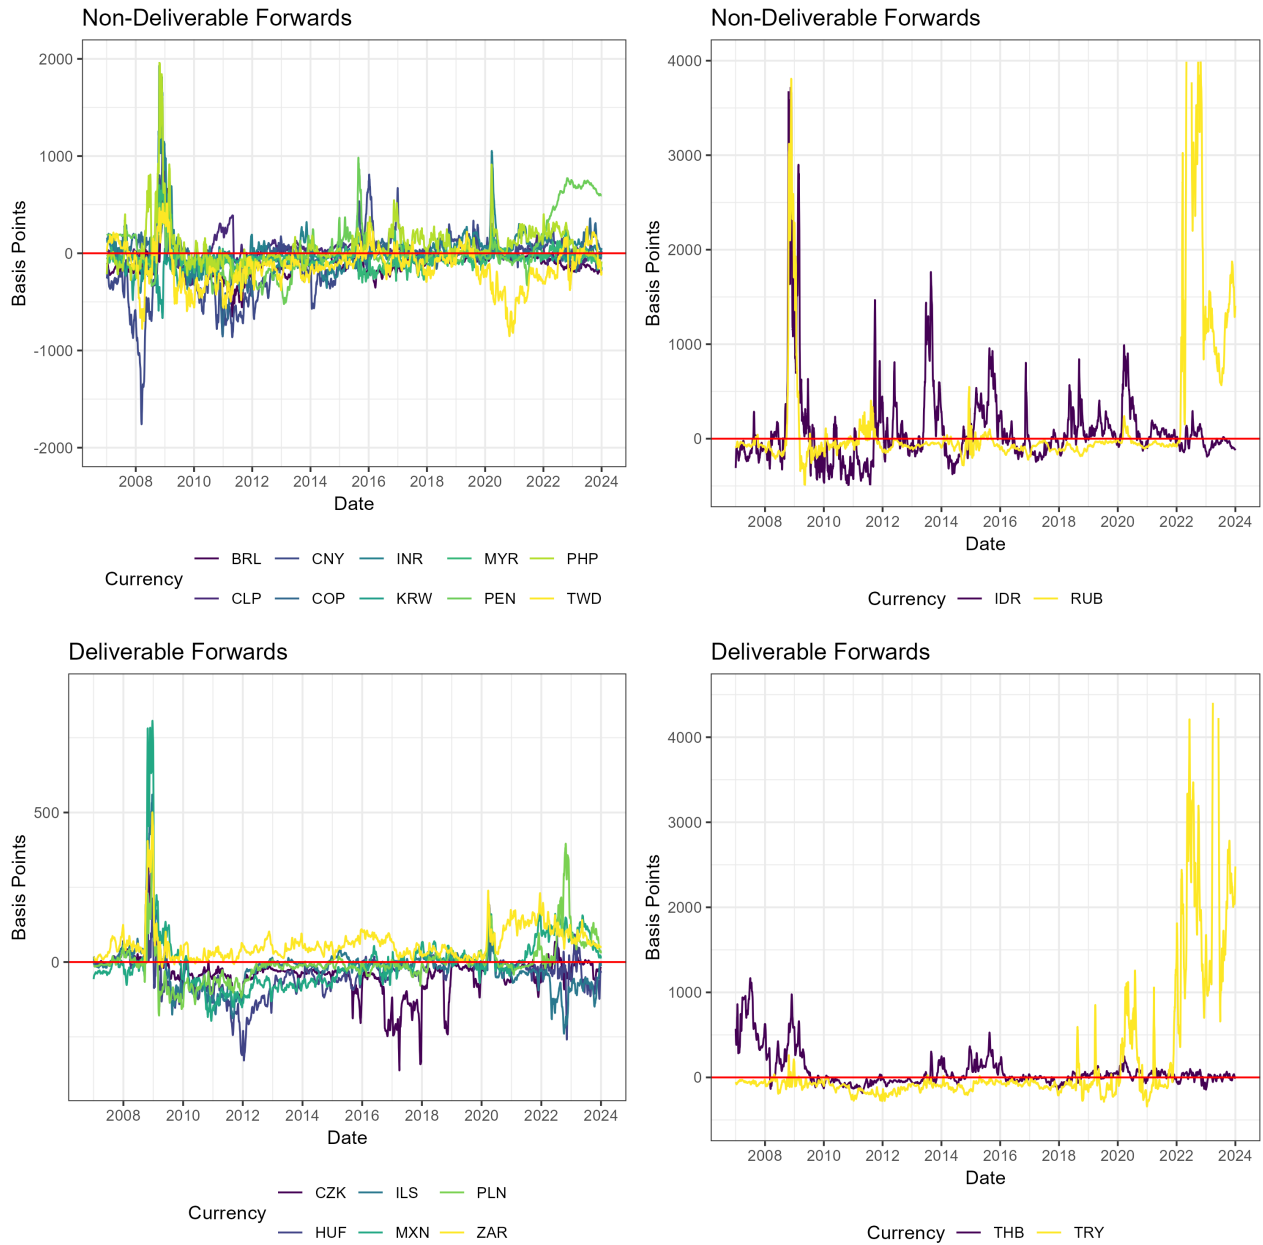 Non-Deliverable Forwards
Basis Points
2000
1000
0
-1000
-2000
2008 2010 2012 2014 2016 2018 2020 2022 2024
Date
Currency
BRL CNY INR MYR PHP
CLP COP KRW PEN TWD
Non-Deliverable Forwards
Basis Points
4000
3000
2000
1000
0
2008 2010 2012 2014 2016 2018 2020 2022 2024
Date
Currency IDR RUB
Deliverable Forwards
Basis Points
500
0
2008 2010 2012 2014 2016 2018 2020 2022 2024
Date
Currency
CZK ILS PLN
HUF MXN ZAR
Deliverable Forwards
Basis Points
4000
3000
2000
1000
0
2008 2010 2012 2014 2016 2018 2020 2022 2024
Date
Currency THB TRY